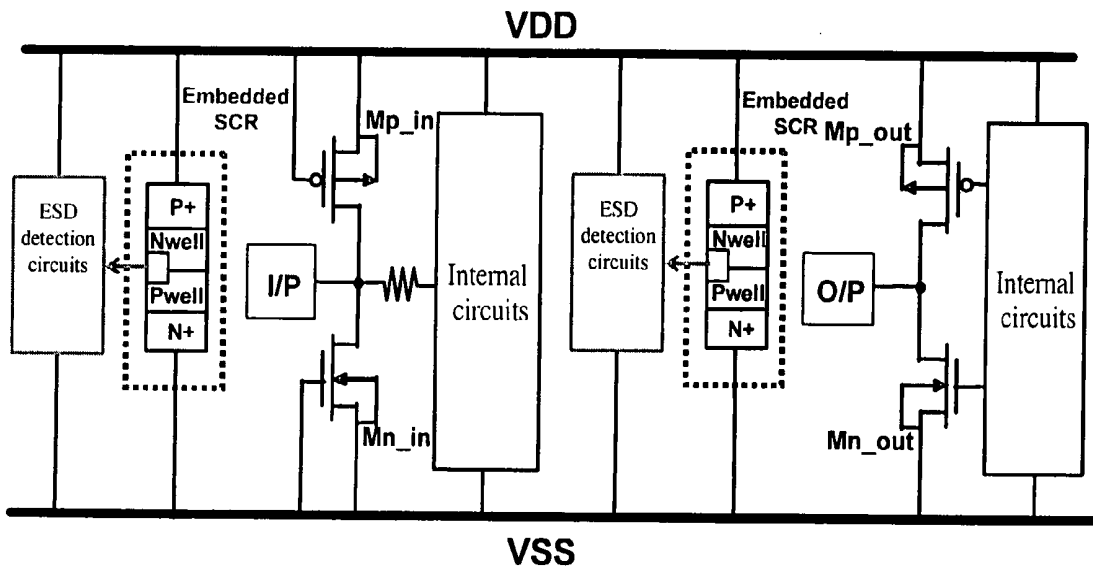 VDD
Embedded
SCR
Mp_in
ESD
detection
circuits
P+
Nwell
Pwell
N+
I/P
Internal
circuits
Mn_in
Embedded
SCR
Mp_out
ESD
detection
circuits
P+
Nwell
Pwell
N+
O/P
Internal
circuits
Mn_out
VSS